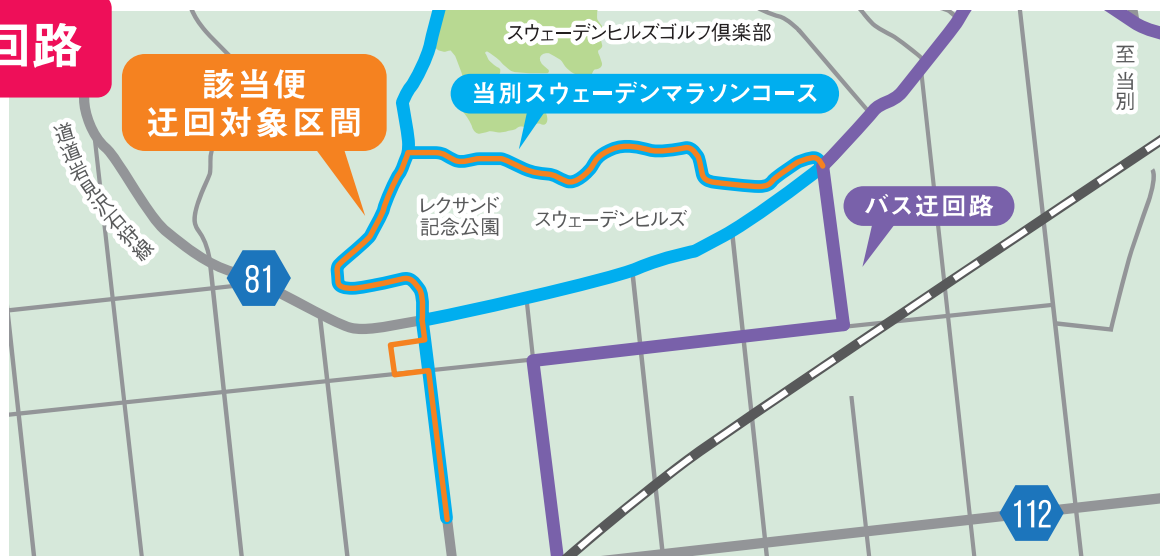 回路
スウェーデンヒルズゴルフ倶楽部
至当別
該当便
迂回対象区間
当別スウェーデンマラソンコース
道道岩見沢石狩線
レクサンド
記念公園
スウェーデンヒルズ
バス迂回路
81
112